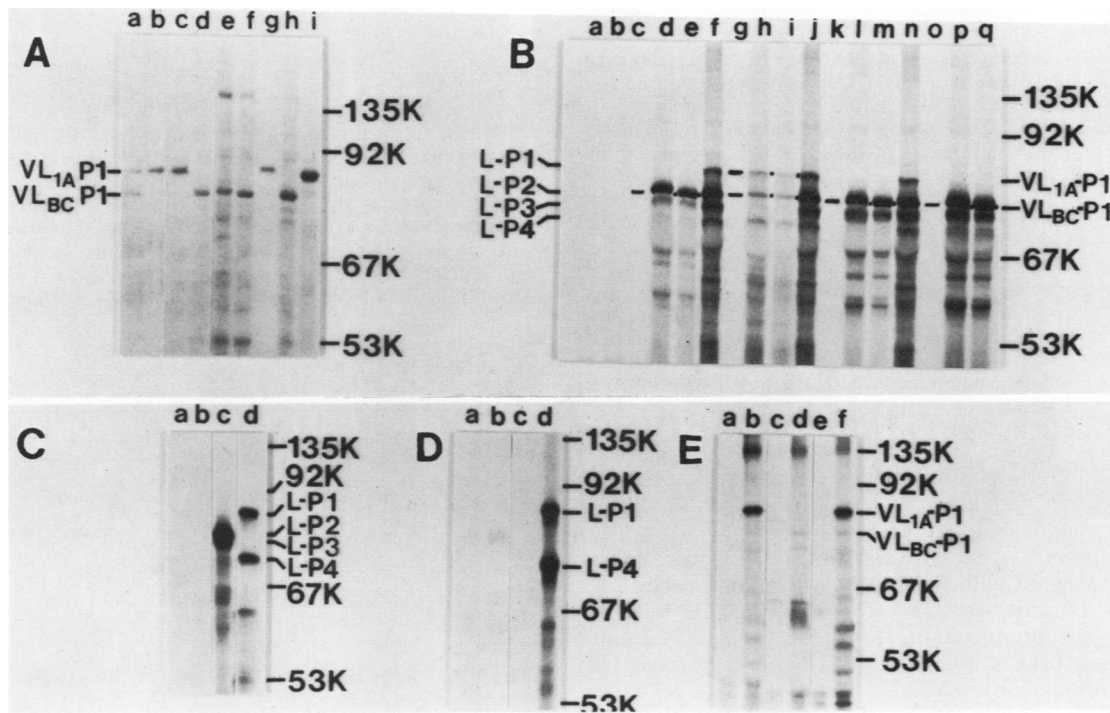 A
a b c d e f g h i
135K
92K
VL1A P1
VLBC P1
67K
53K
B
a b c d e f g h i j k l m n o p q
135K
92K
L-P1
L-P2
L-P3
L-P4
VL1A-P1
VLBC-P1
67K
53K
C
a b c d
135K
92K
L-P1
L-P2
L-P3
L-P4
67K
53K
D
a b c d
135K
92K
L-P1
L-P4
67K
53K
E
a b c d e f
135K
92K
VL1A-P1
VLBC-P1
67K
53K